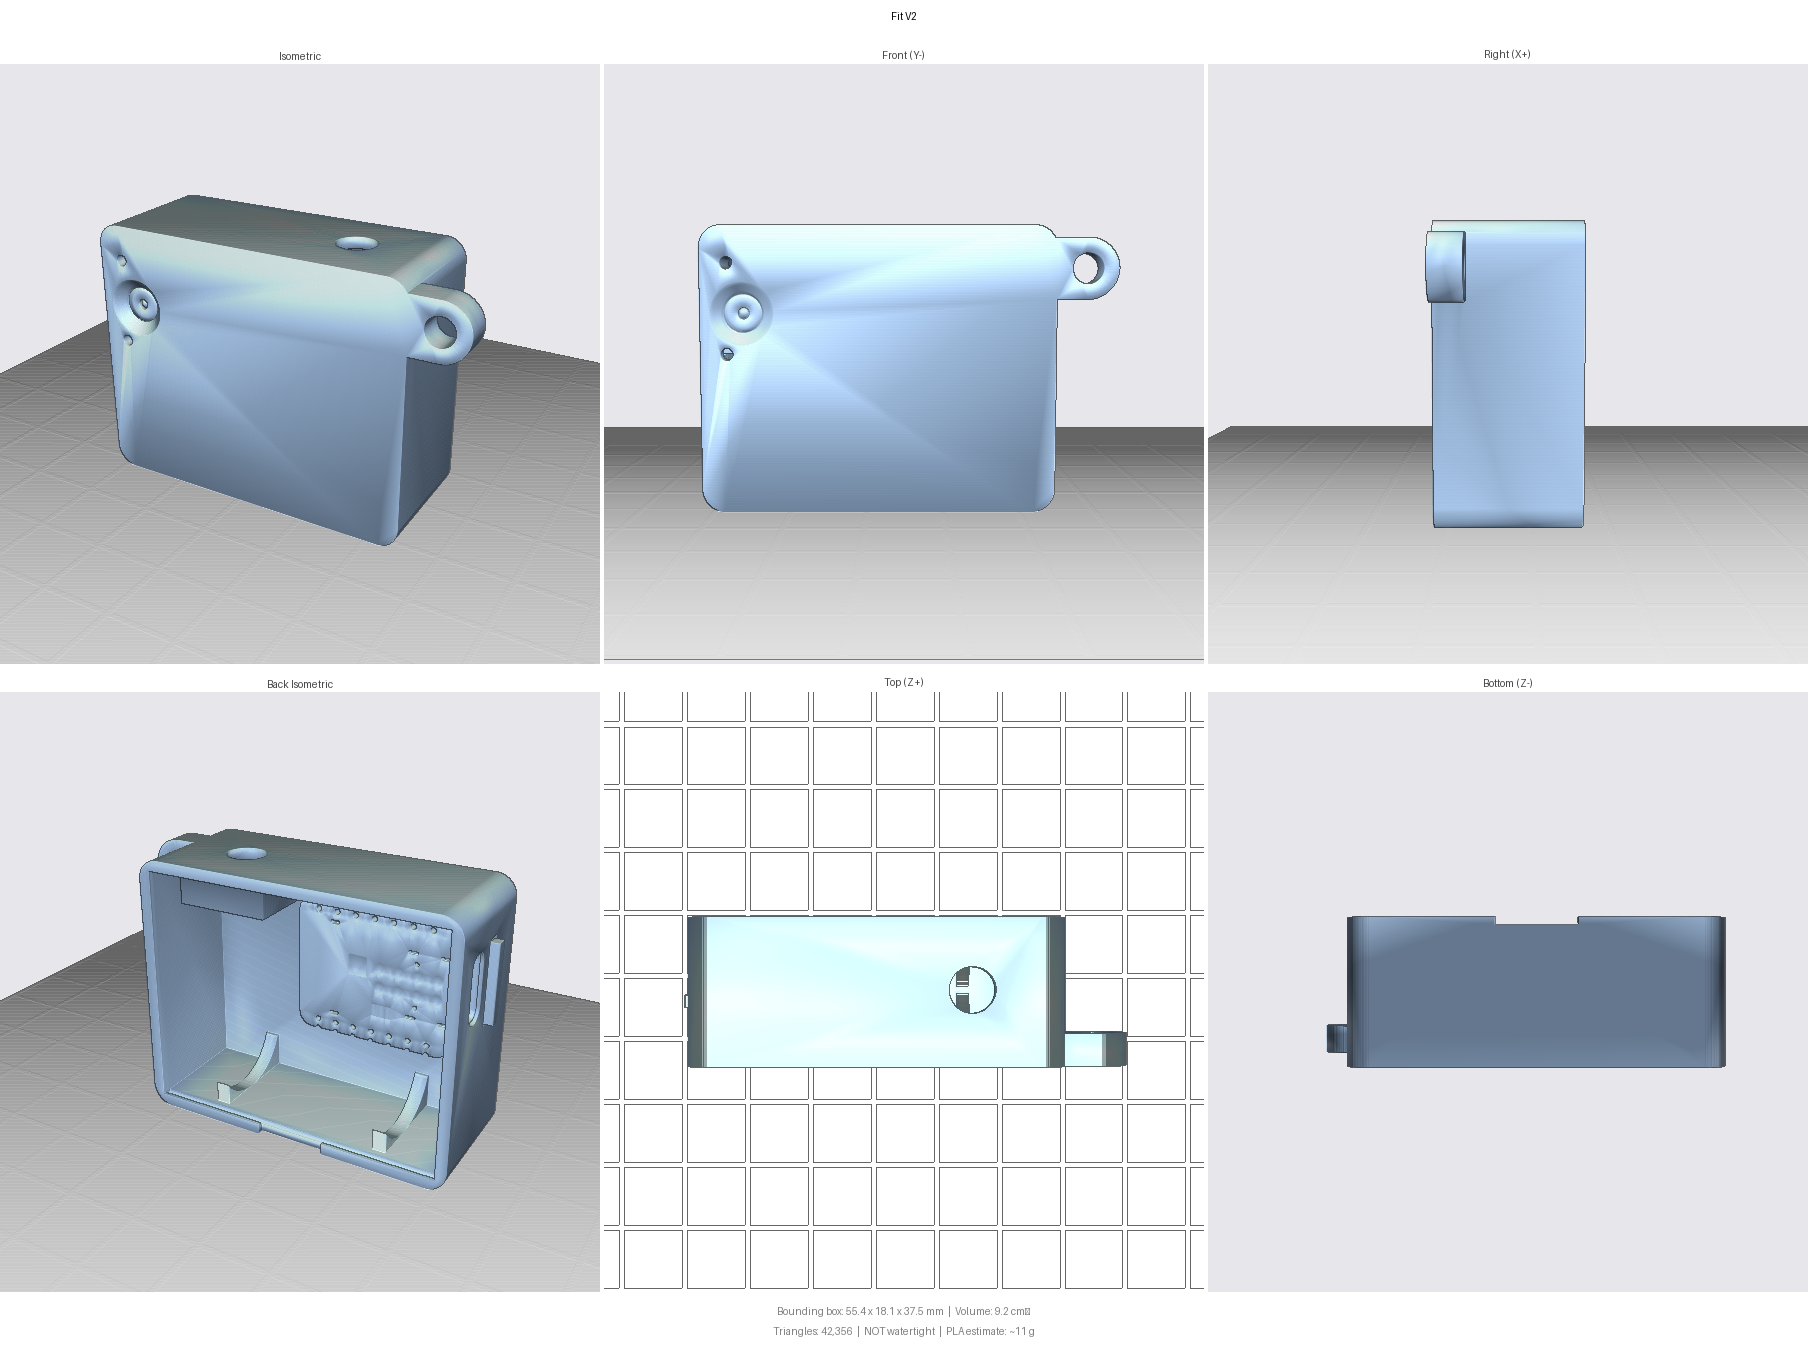 Fit V2
Isometric
Front (Y-)
Right (X+)
Back Isometric
Top (Z+)
Bottom (Z-)
Bounding box: 55.4 x 18.1 x 37.5 mm | Volume: 9.2 cm▯
Triangles: 42,356 | NOT watertight | PLA estimate: ~11 g